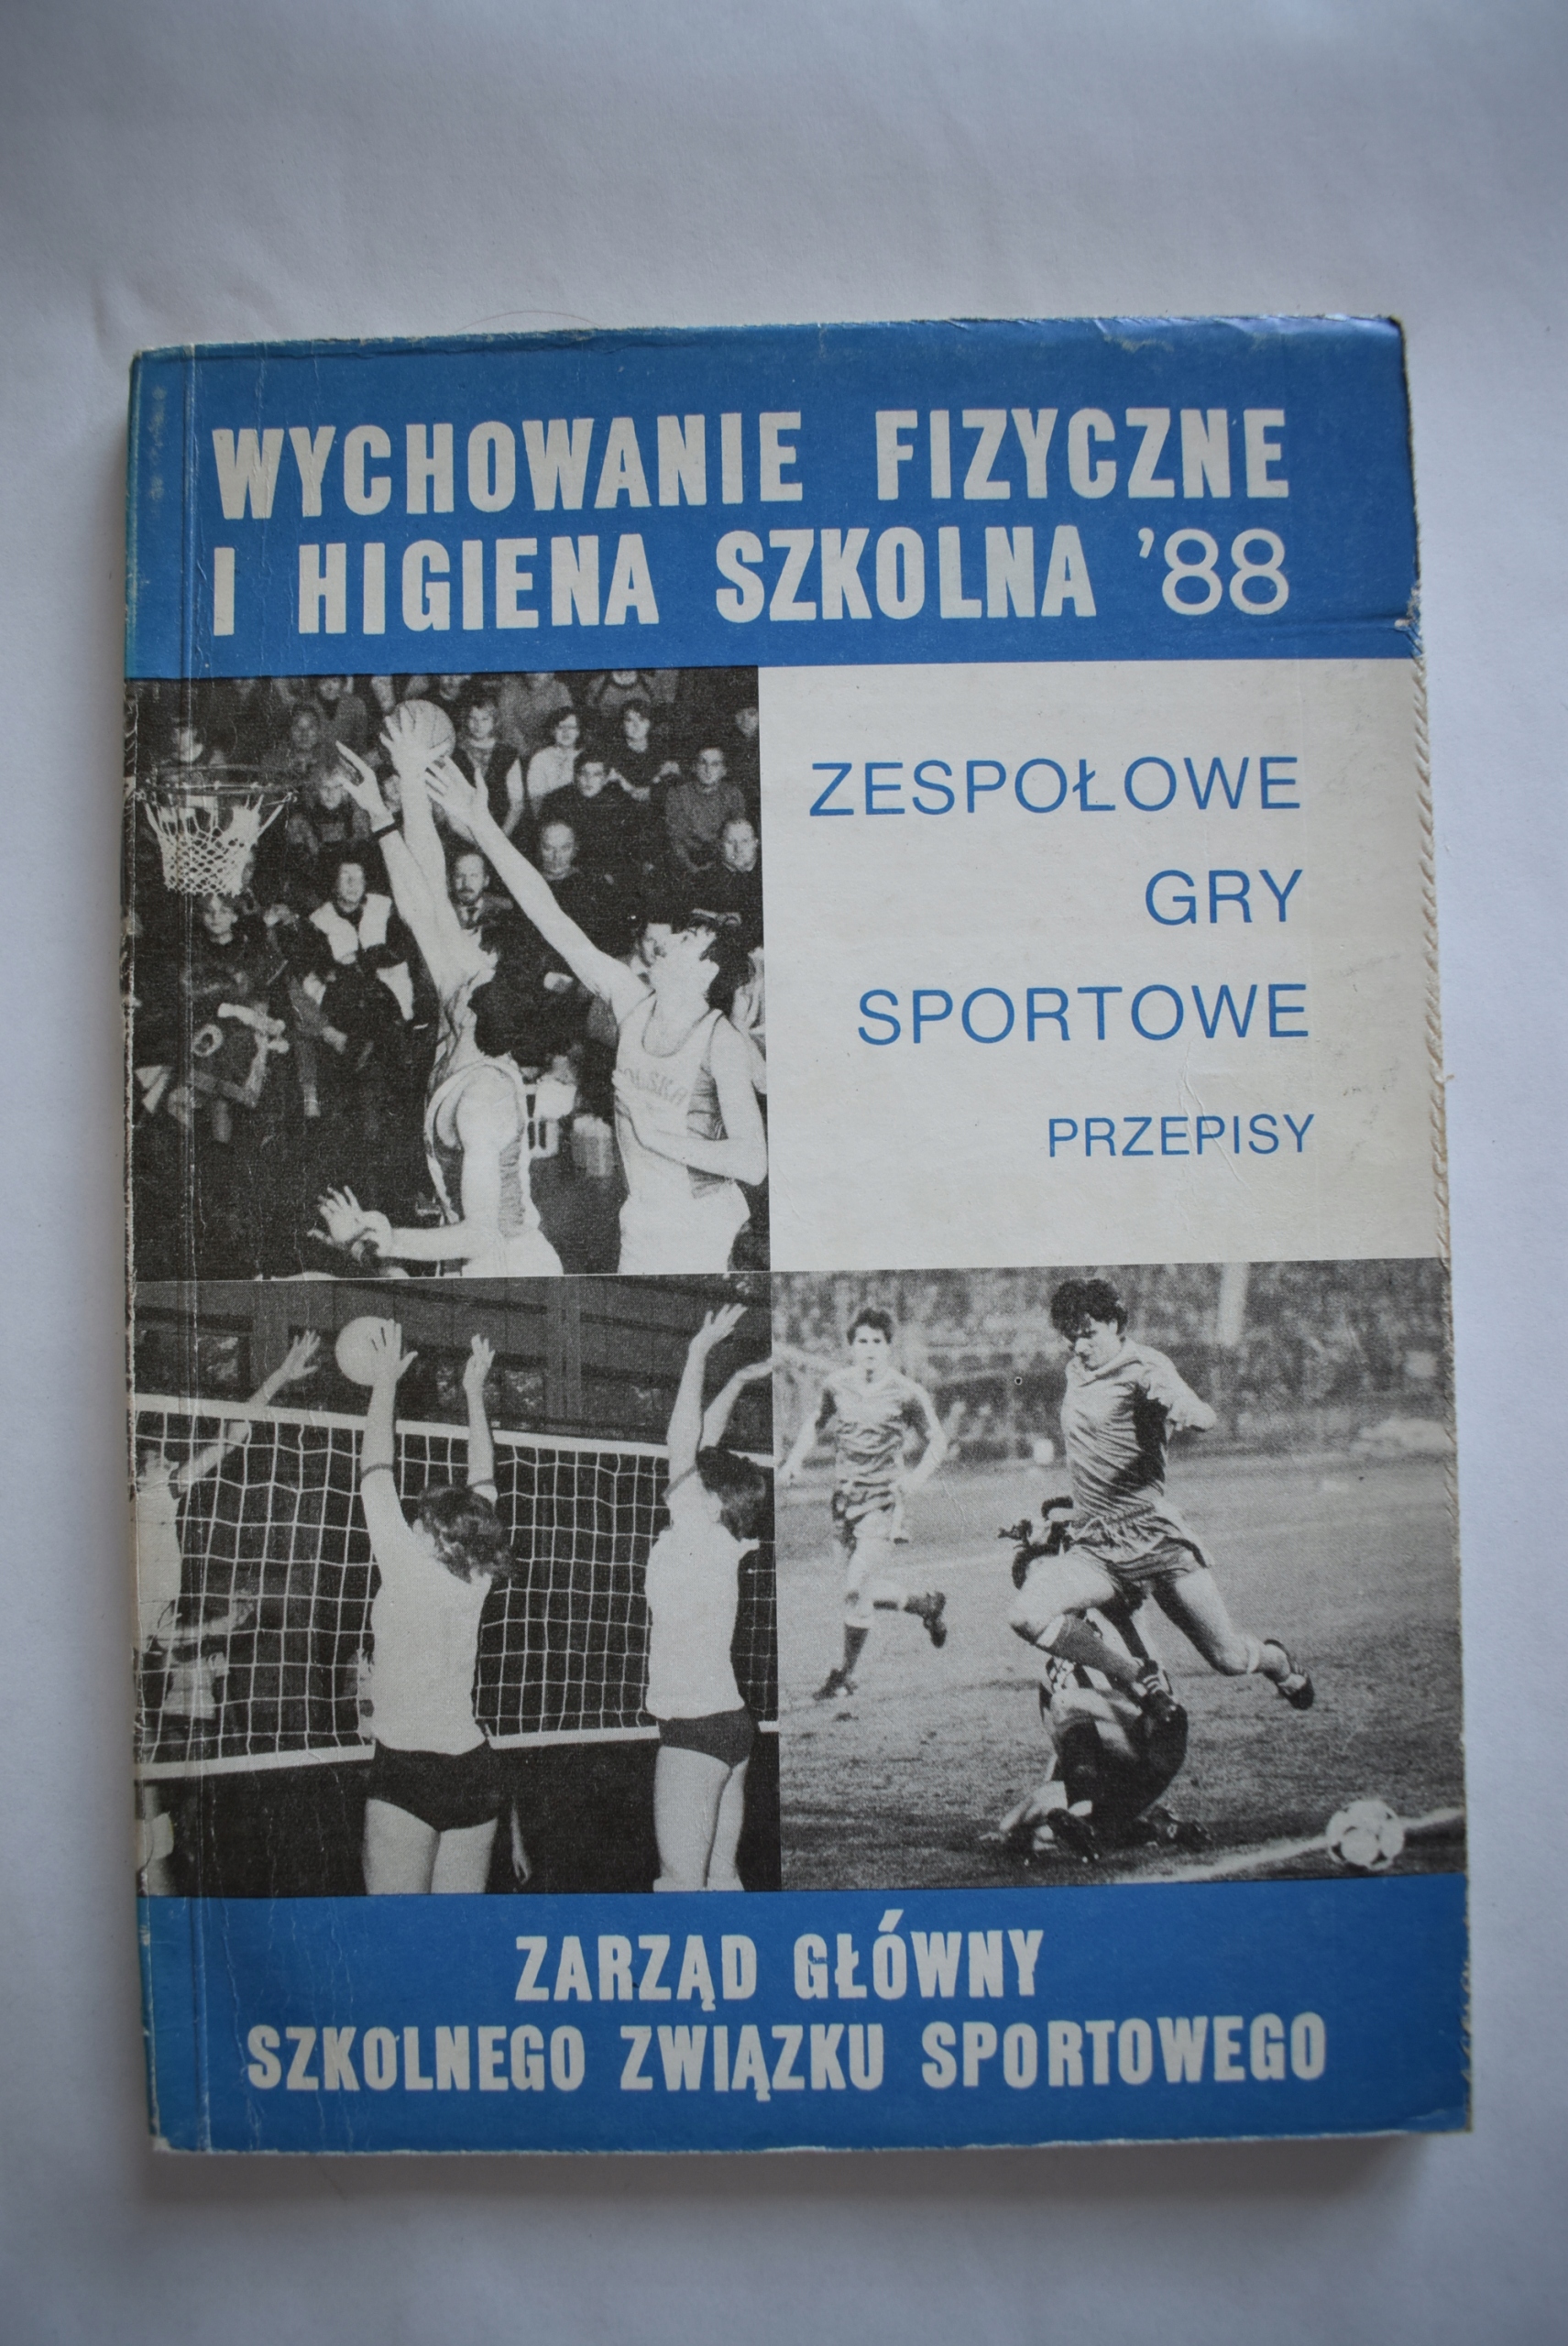 WYCHOWANIE FIZYCZNE
I HIGIENA SZKOLNA '88
ZESPOŁOWE
GRY
SPORTOWE
PRZEPISY
ZARZĄD GŁÓWNY
SZKOLNEGO ZWIĄZKU SPORTOWEGO